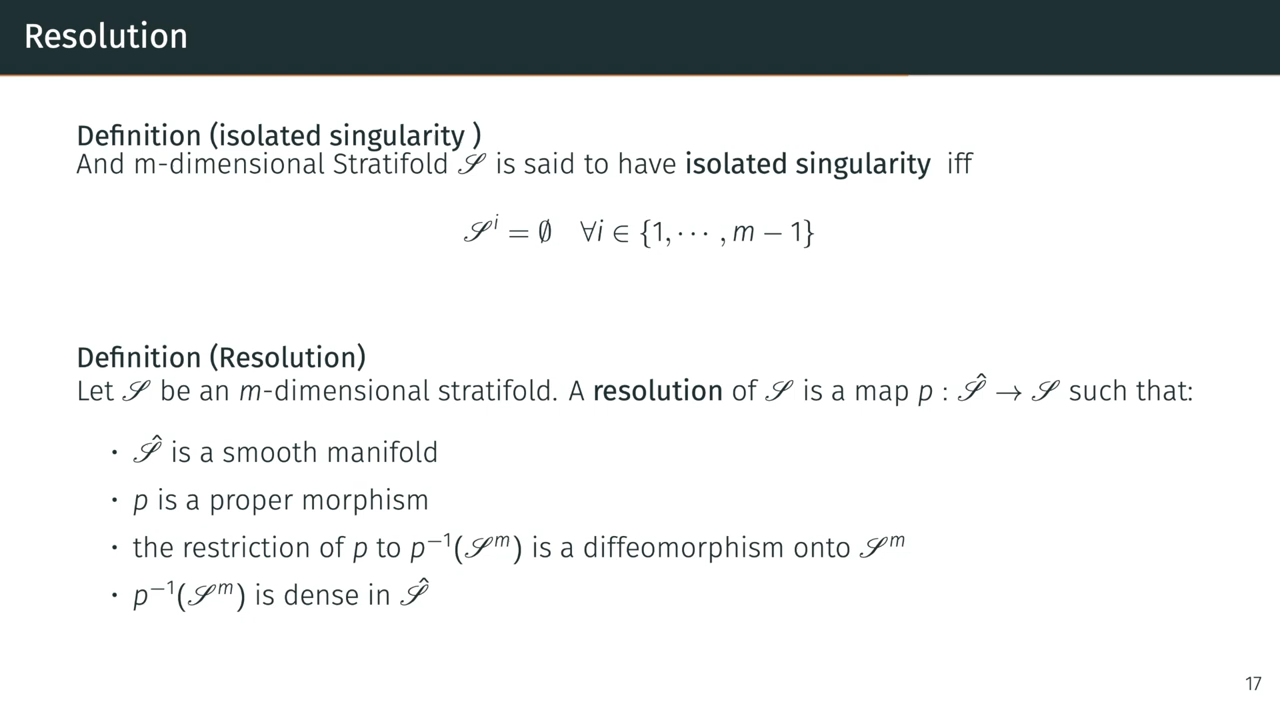 Resolution
Definition (isolated singularity )
And m-dimensional Stratifold 𝒮 is said to have isolated singularity iff
𝒮ⁱ = ∅ ∀i ∈ {1, ⋯ , m − 1}
Definition (Resolution)
Let 𝒮 be an m-dimensional stratifold. A resolution of 𝒮 is a map p : 𝒮̂ → 𝒮 such that:
• 𝒮̂ is a smooth manifold
• p is a proper morphism
• the restriction of p to p⁻¹(𝒮ᵐ) is a diffeomorphism onto 𝒮ᵐ
• p⁻¹(𝒮ᵐ) is dense in 𝒮̂
17